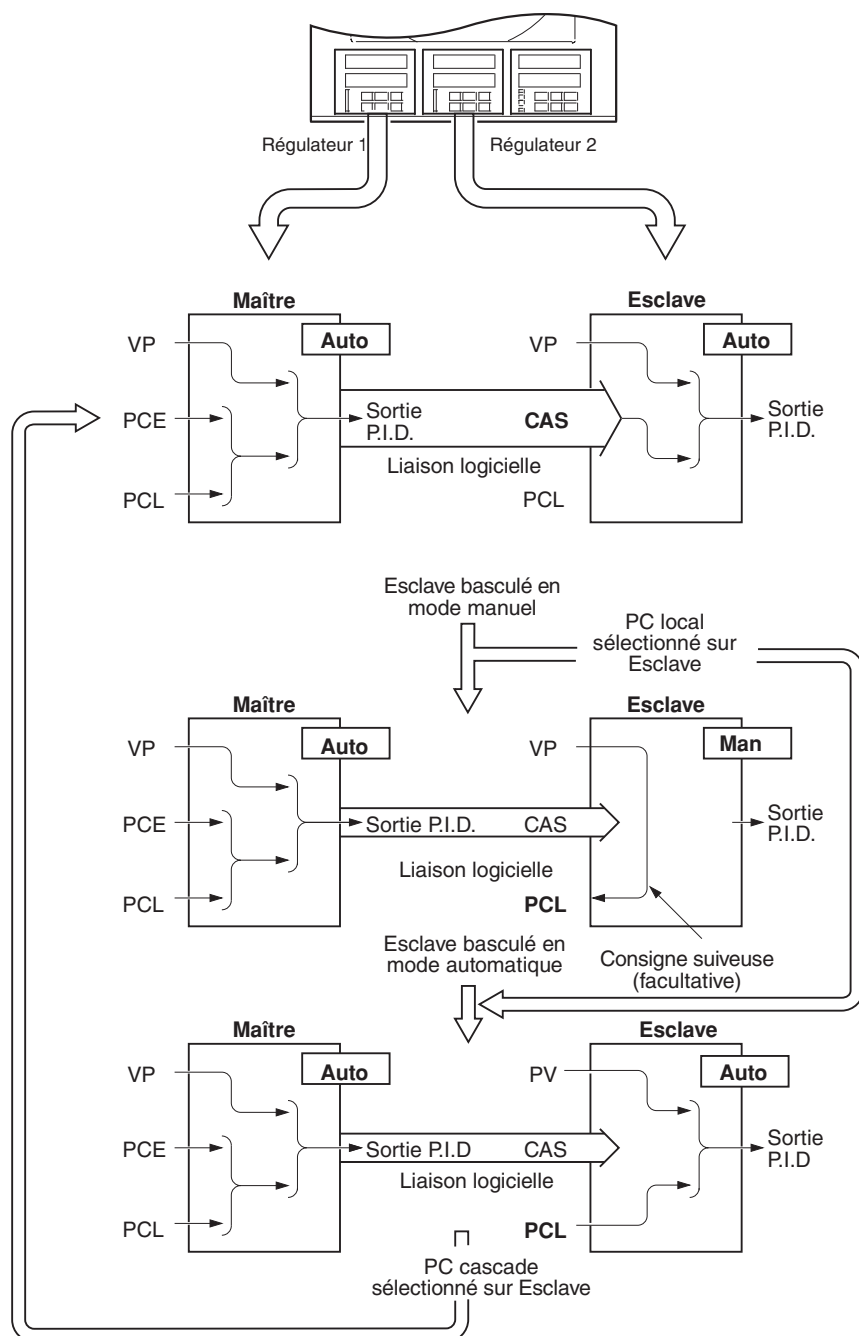 Régulateur 1
Régulateur 2
Maître
Esclave
Auto
Auto
VP
VP
PCE
Sortie
P.I.D.
CAS
Sortie
P.I.D.
Liaison logicielle
PCL
PCL
Esclave basculé en
mode manuel
PC local
sélectionné sur
Esclave
Maître
Esclave
Auto
Man
VP
VP
PCE
Sortie P.I.D.
CAS
Sortie
P.I.D.
Liaison logicielle
PCL
PCL
Esclave basculé en
mode automatique
Consigne suiveuse
(facultative)
Maître
Esclave
Auto
Auto
VP
PV
PCE
Sortie P.I.D
CAS
Sortie
P.I.D
Liaison logicielle
PCL
PCL
PC cascade
sélectionné sur Esclave